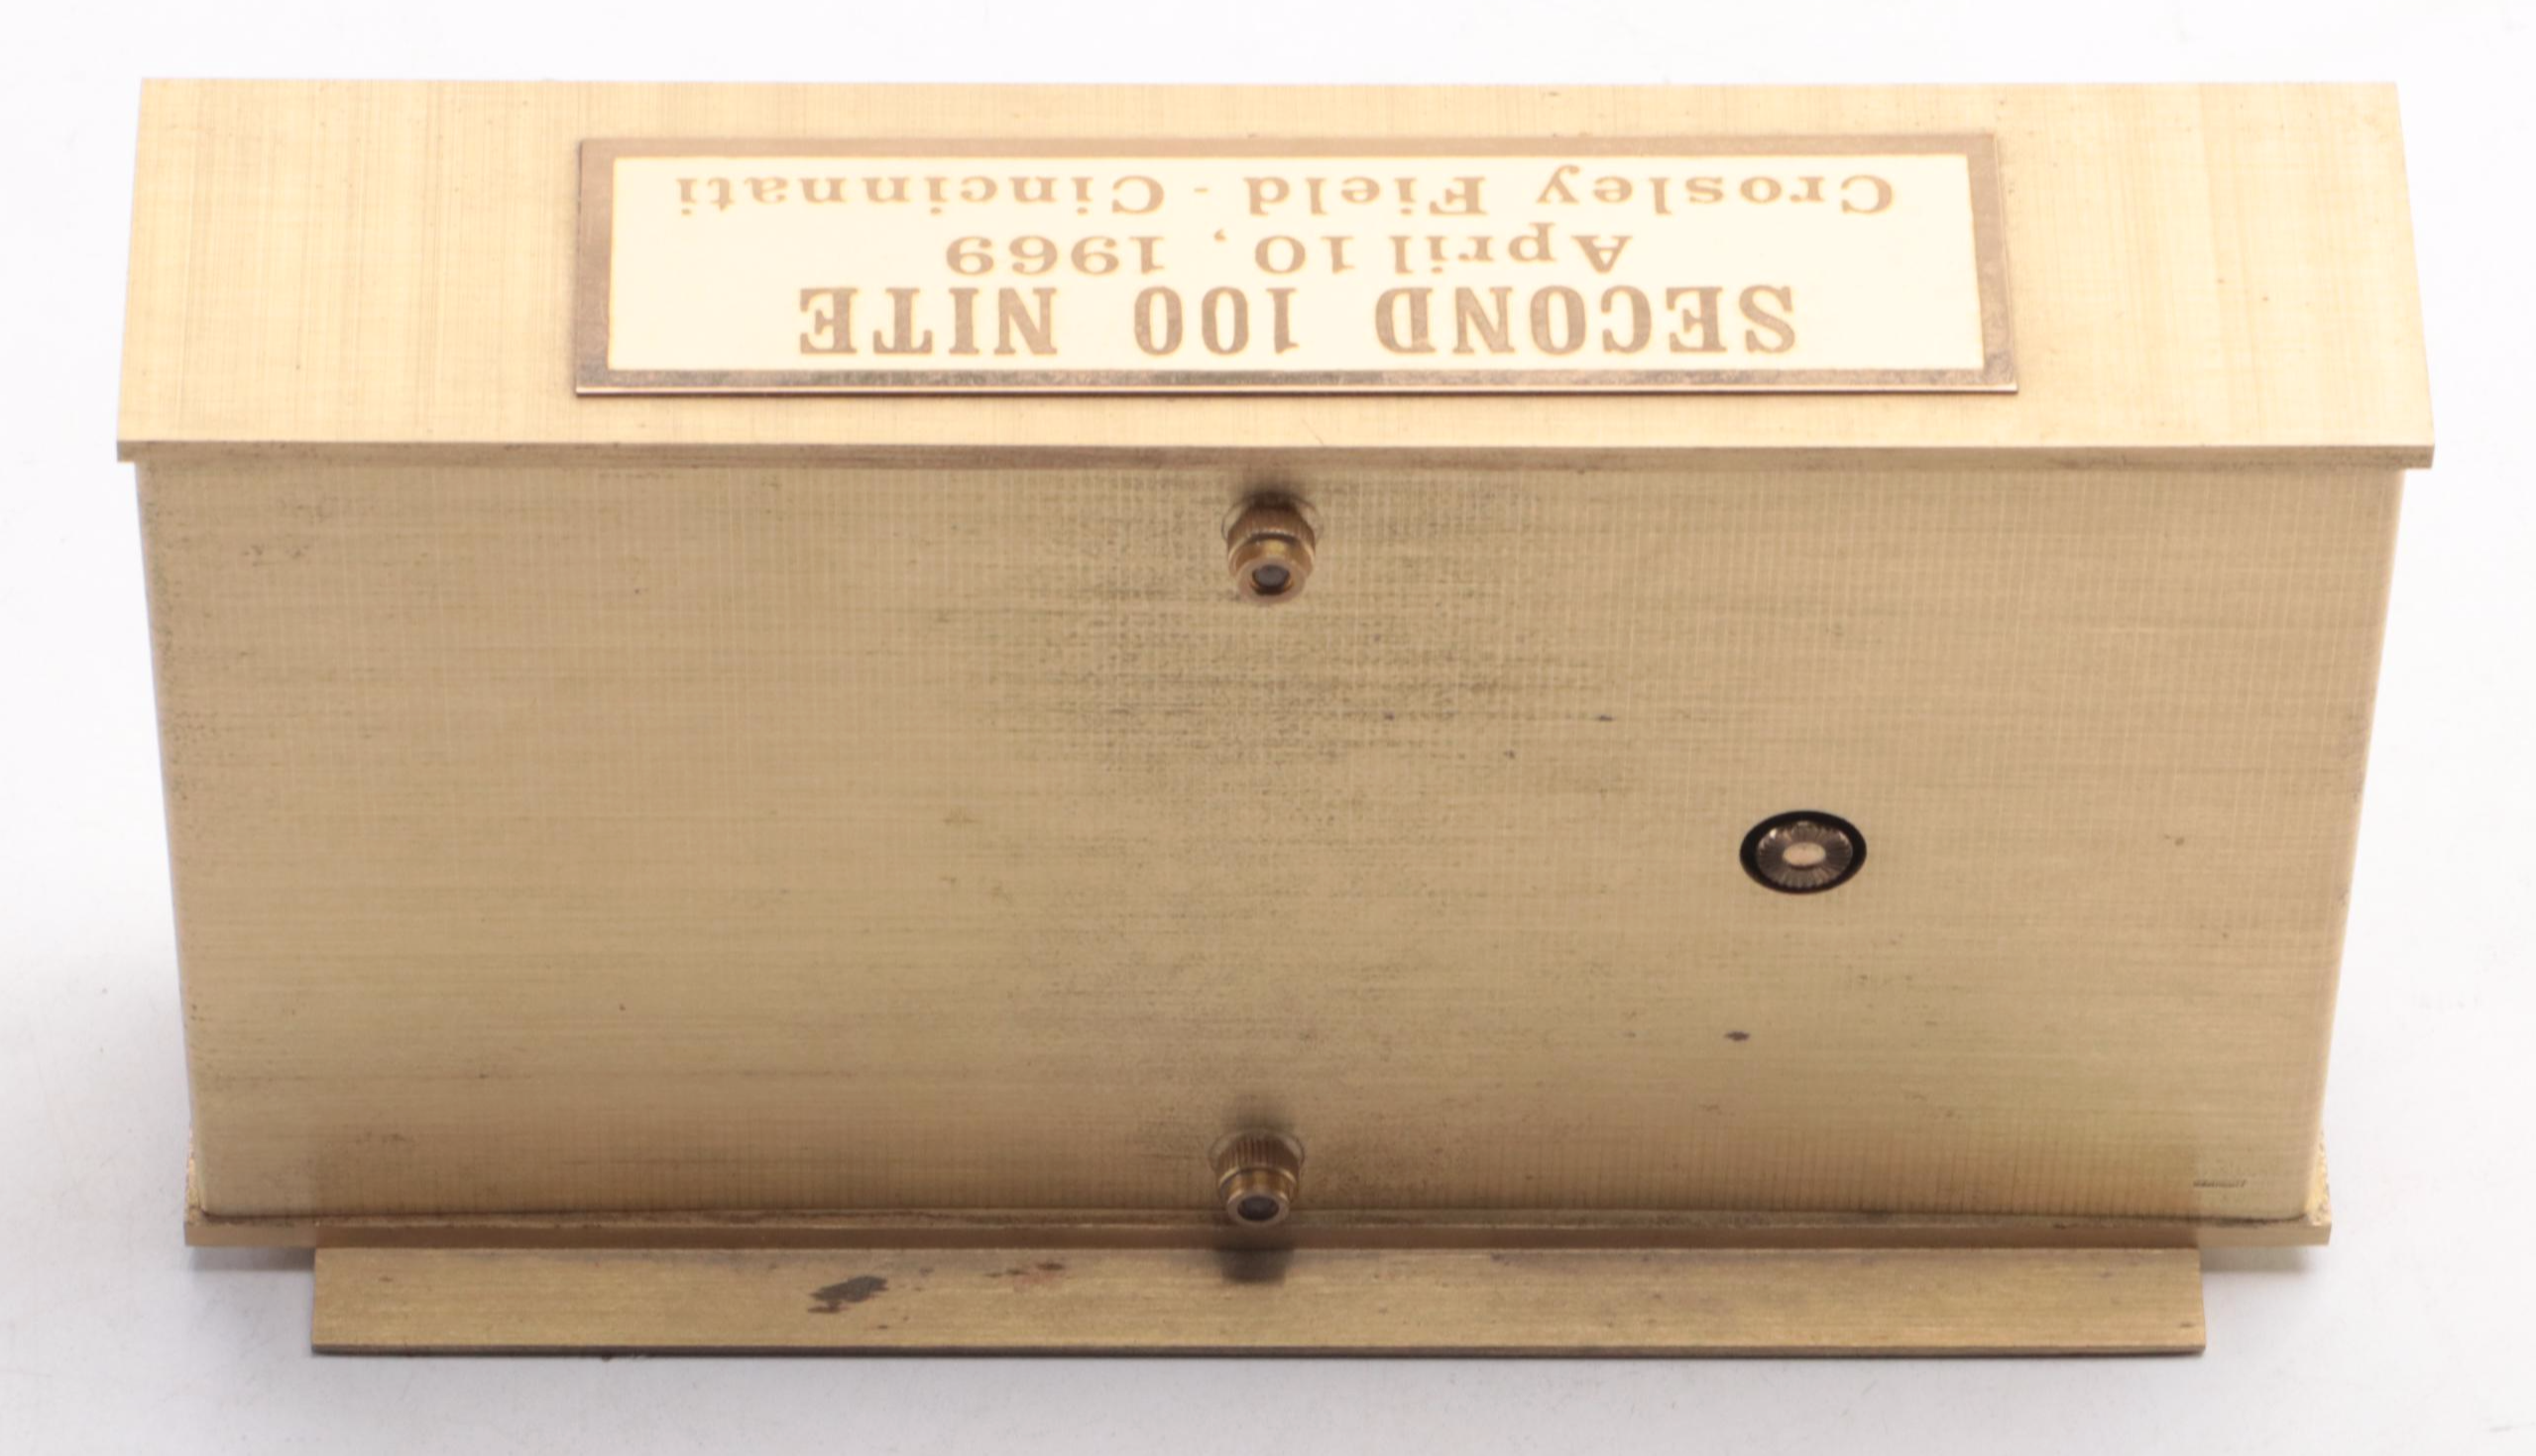 SECOND 100 NITE
April 10, 1969
Crosley Field - Cincinnati